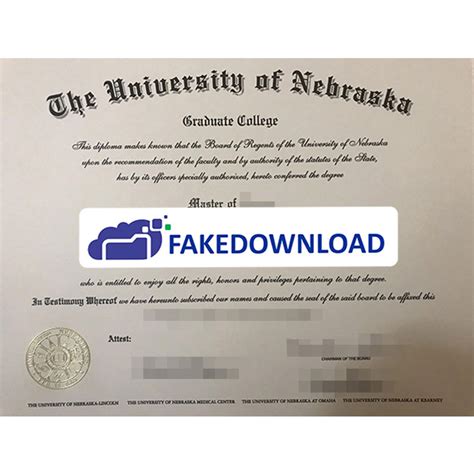 The University of Nebraska
Graduate College
This diploma makes known that the Board of Regents of the University of Nebraska
upon the recommendation of the faculty and by authority of the statutes of the State,
has by its officers specially authorized, hereto conferred the degree
Master of
FAKEDOWNLOAD
who is entitled to enjoy all the rights, honors and privileges pertaining to that degree.
In Testimony Whereof we have hereunto subscribed our names and caused the seal of the said board to be affixed this
Attest:
CHAIRMAN OF THE BOARD
THE UNIVERSITY OF NEBRASKA-LINCOLN THE UNIVERSITY OF NEBRASKA MEDICAL CENTER THE UNIVERSITY OF NEBRASKA AT OMAHA THE UNIVERSITY OF NEBRASKA AT KEARNEY